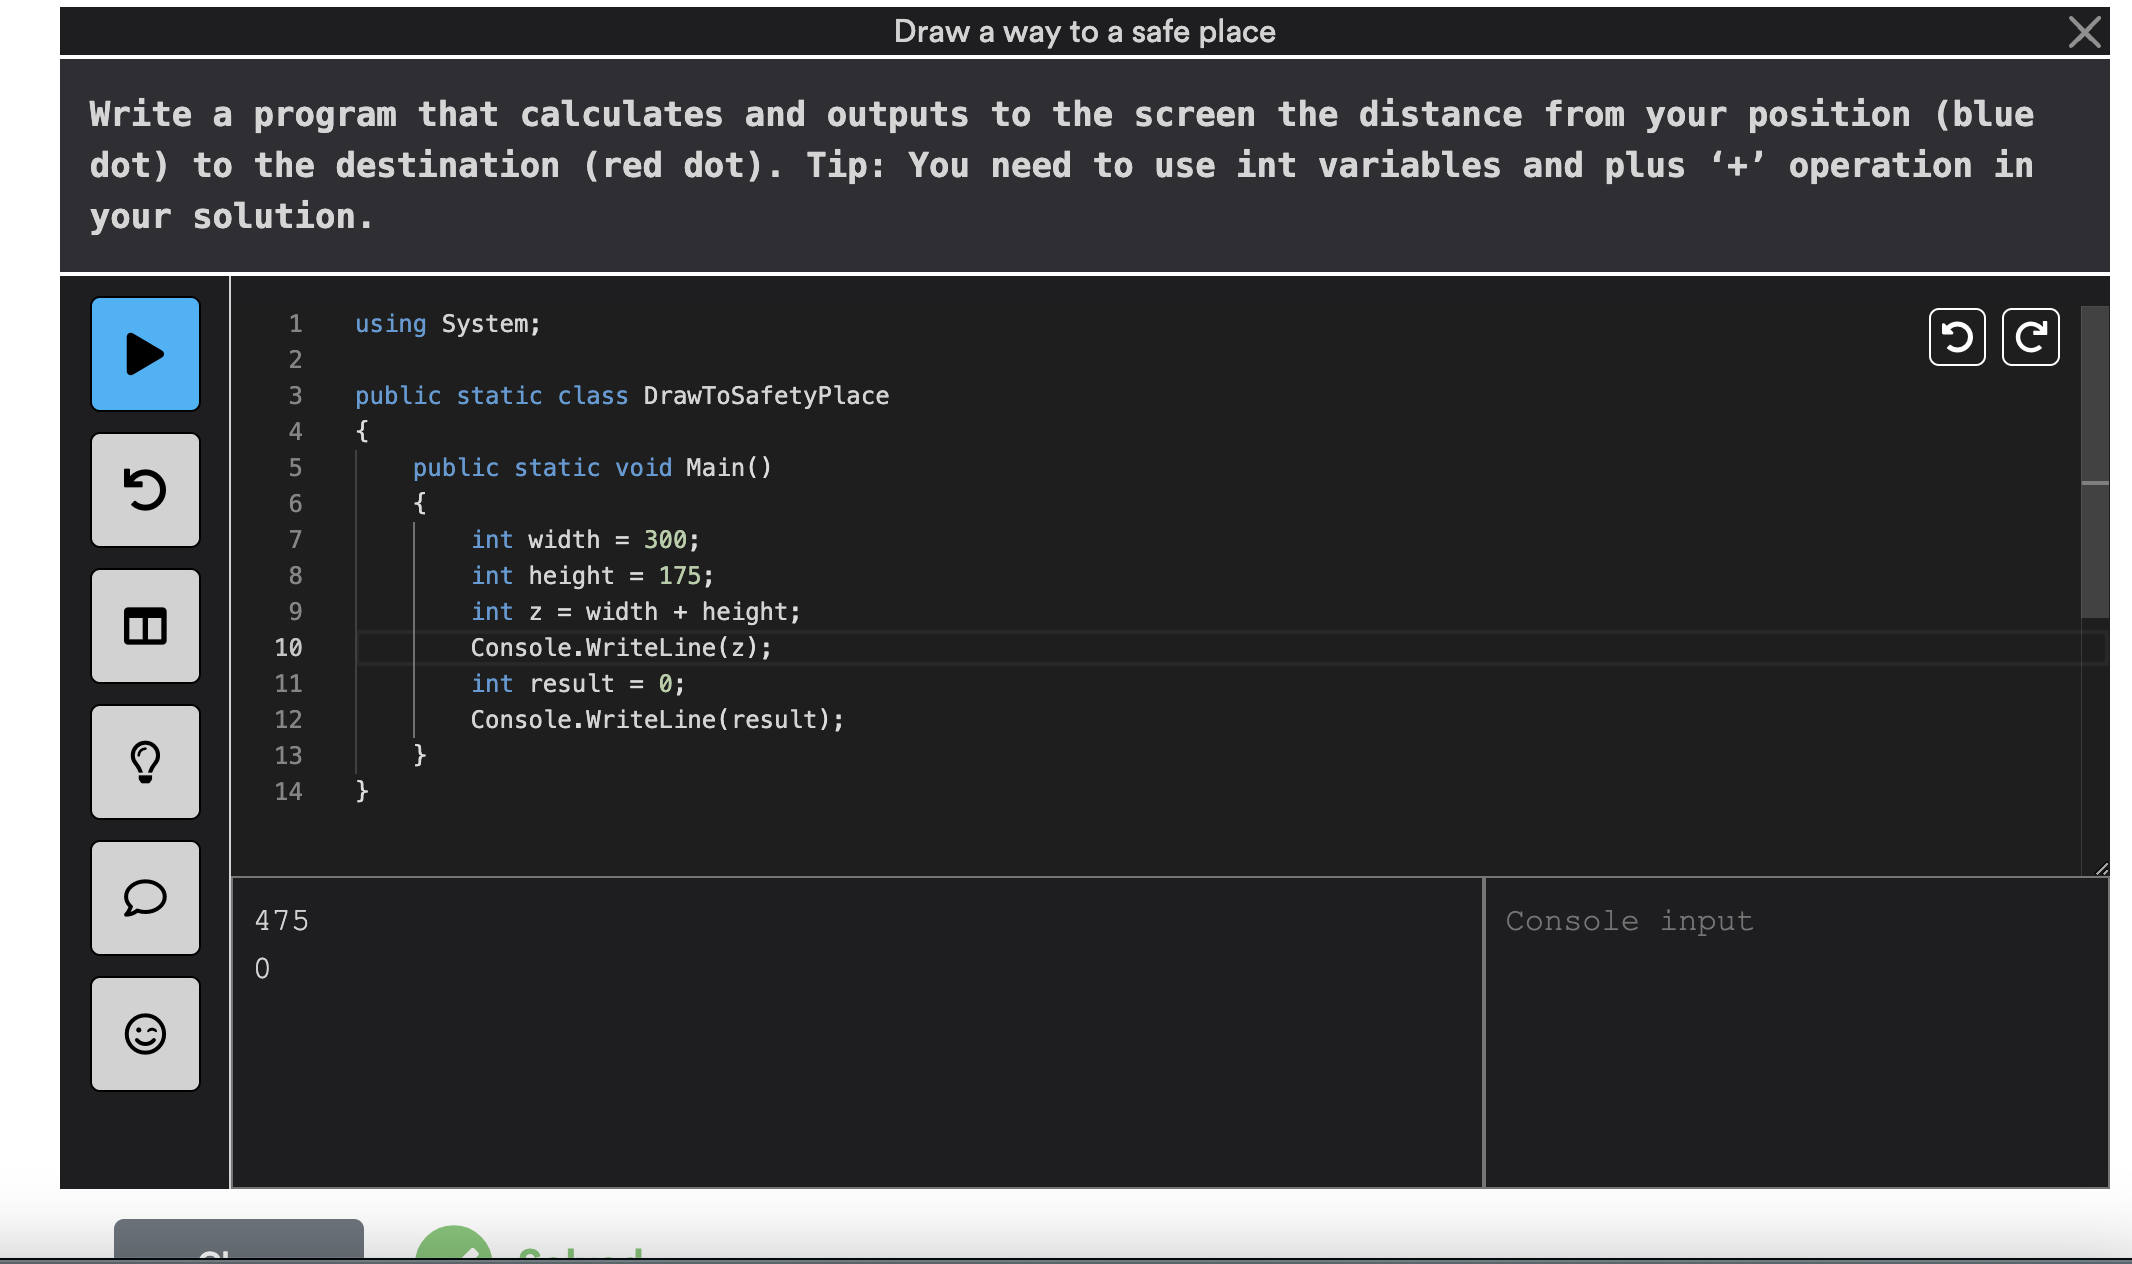 Draw a way to a safe place
Write a program that calculates and outputs to the screen the distance from your position (blue
dot) to the destination (red dot). Tip: You need to use int variables and plus ‘+’ operation in
your solution.
1 using System;
2
3 public static class DrawToSafetyPlace
4 {
5 public static void Main()
6 {
7 int width = 300;
8 int height = 175;
9 int z = width + height;
10 Console.WriteLine(z);
11 int result = 0;
12 Console.WriteLine(result);
13 }
14 }
475
0
Console input
Solved